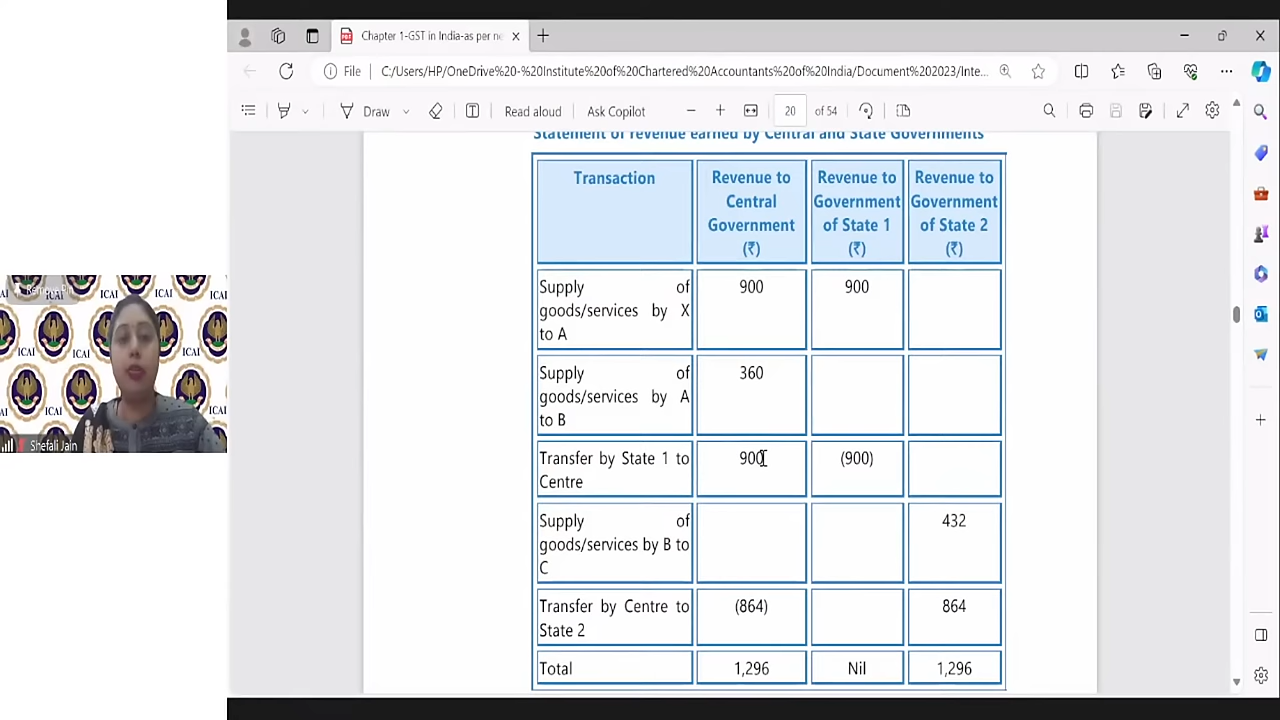 Chapter 1-GST in India-as per ne
File
C:/Users/HP/OneDrive%20-%20Institute%20of%20Chartered%20Accountants%20of%20India/Document%202023/Inte...
Draw
Read aloud
Ask Copilot
20
of 54
Statement of revenue earned by Central and State Governments
Transaction
Revenue to Central Government (₹)
Revenue to Government of State 1 (₹)
Revenue to Government of State 2 (₹)
Supply of goods/services by X to A
900
900
Supply of goods/services by A to B
360
Transfer by State 1 to Centre
900
(900)
Supply of goods/services by B to C
432
Transfer by Centre to State 2
(864)
864
Total
1,296
Nil
1,296
ICAI
ICAI
ICAI
ICAI
Shefali Jain